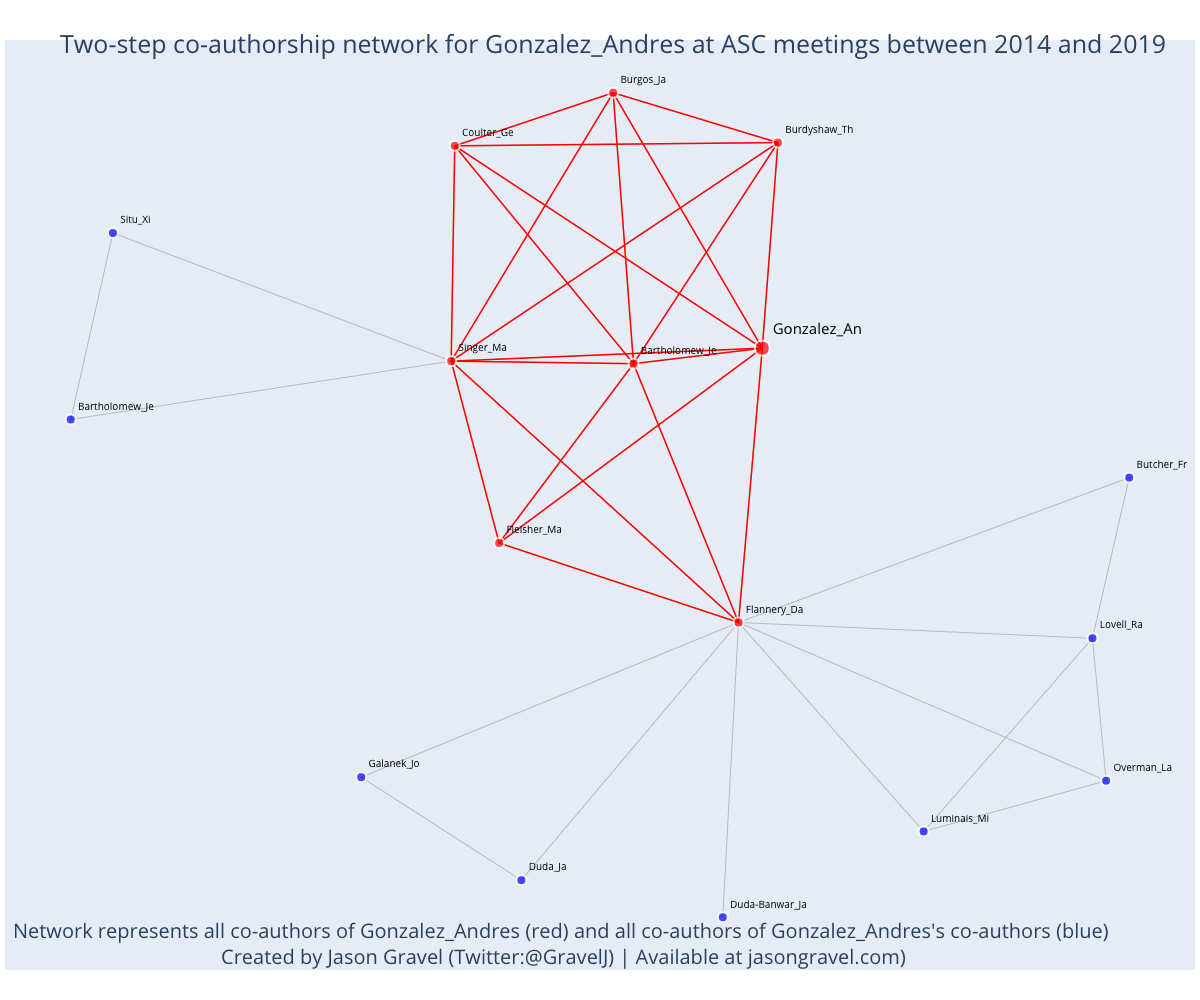 Two-step co-authorship network for Gonzalez_Andres at ASC meetings between 2014 and 2019
Burgos_Ja
Coulter_Ge
Burdyshaw_Th
Situ_Xi
Gonzalez_An
Singer_Ma
Bartholomew_Je
Bartholomew_Je
Butcher_Fr
Fleisher_Ma
Flannery_Da
Lovell_Ra
Galanek_Jo
Overman_La
Luminais_Mi
Duda_Ja
Duda-Banwar_Ja
Network represents all co-authors of Gonzalez_Andres (red) and all co-authors of Gonzalez_Andres's co-authors (blue)
Created by Jason Gravel (Twitter:@GravelJ) | Available at jasongravel.com)